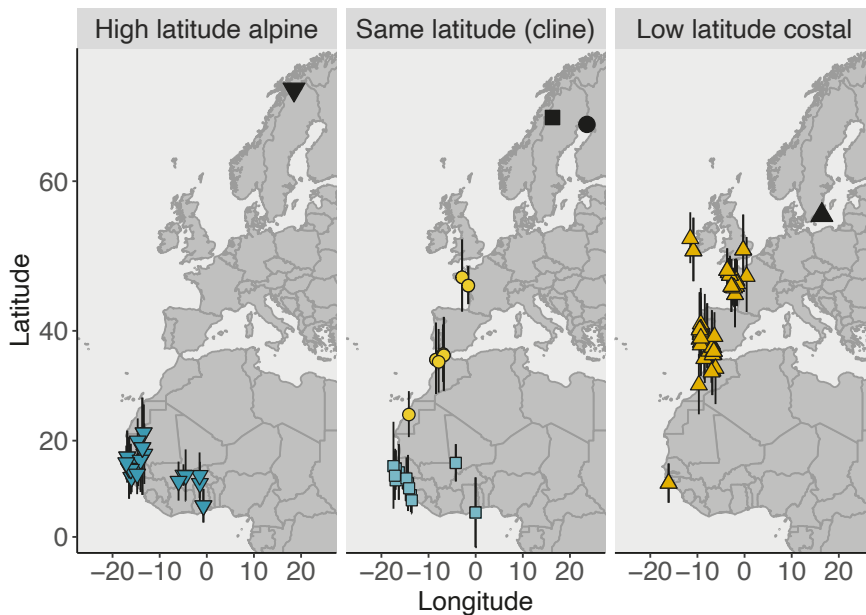 High latitude alpine
Same latitude (cline)
Low latitude costal
Latitude
60
40
20
0
−20 −10 0 10 20
−20 −10 0 10 20
−20 −10 0 10 20
Longitude